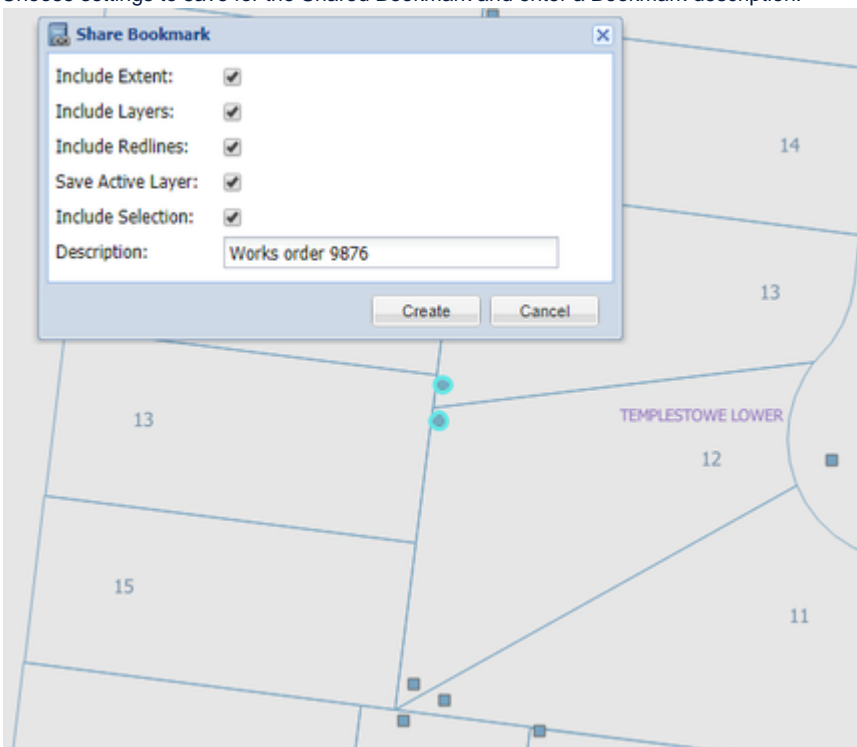 Choose settings to save for the Shared Bookmark and enter a Bookmark description.
Share Bookmark
Include Extent:
Include Layers:
Include Redlines:
Save Active Layer:
Include Selection:
Description: Works order 9876
Create Cancel
14
13
13
TEMPLESTOWE LOWER
12
15
11